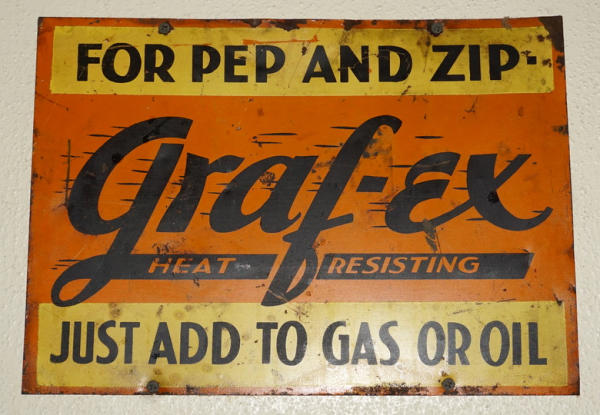 FOR PEP AND ZIP-
Graf-ex
HEAT RESISTING
JUST ADD TO GAS OR OIL